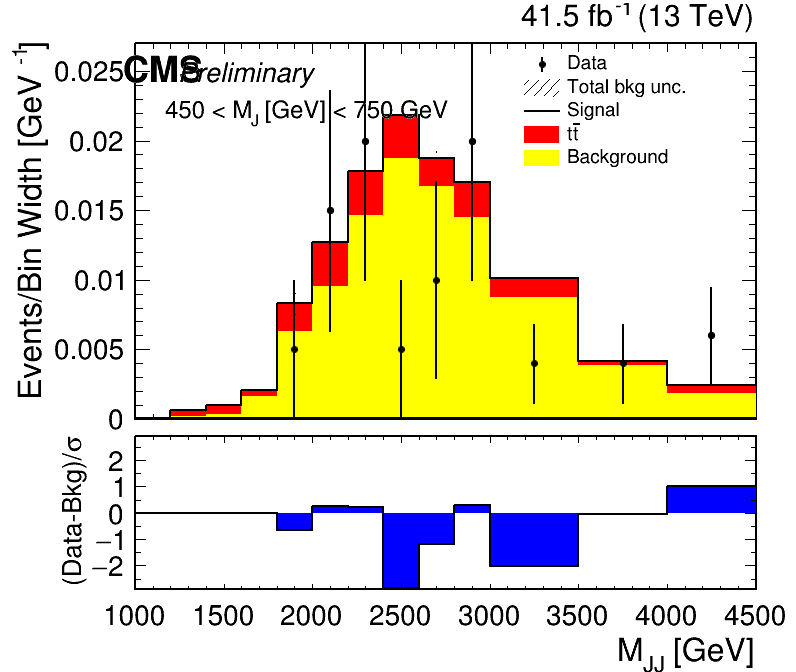 41.5 fb⁻¹ (13 TeV)
CMS Preliminary
450 < M_J [GeV] < 750 GeV
Data
Total bkg unc.
Signal
tt̄
Background
Events/Bin Width [GeV⁻¹]
0.025
0.02
0.015
0.01
0.005
0
(Data-Bkg)/σ
2
1
0
−1
−2
1000 1500 2000 2500 3000 3500 4000 4500
M_JJ [GeV]